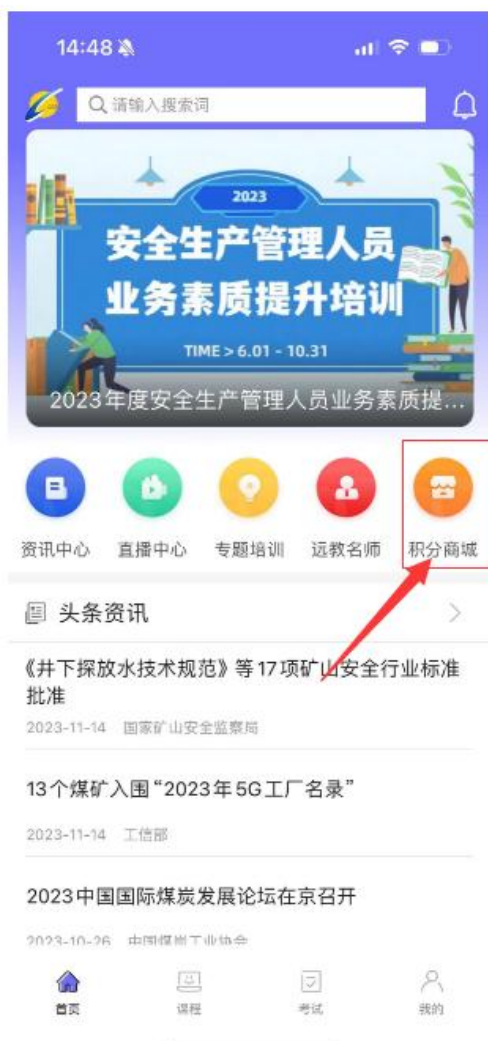 14:48
请输入搜索词
2023
安全生产管理人员
业务素质提升培训
TIME > 6.01 - 10.31
2023年度安全生产管理人员业务素质提...
资讯中心 直播中心 专题培训 远教名师 积分商城
头条资讯
《井下探放水技术规范》等17项矿山安全行业标准
批准
2023-11-14 国家矿山安全监察局
13个煤矿入围“2023年5G工厂名录”
2023-11-14 工信部
2023中国国际煤炭发展论坛在京召开
2023-10-26 中国煤炭工业协会
首页 课程 考试 我的